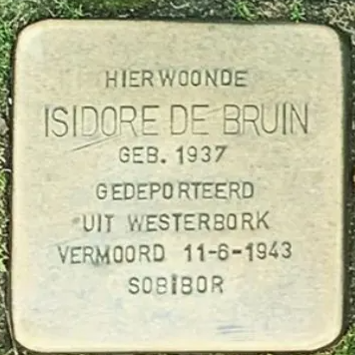 HIER WOONDE
ISIDORE DE BRUIN
GEB. 1937
GEDEPORTEERD
UIT WESTERBORK
VERMOORD 11-6-1943
SOBIBOR